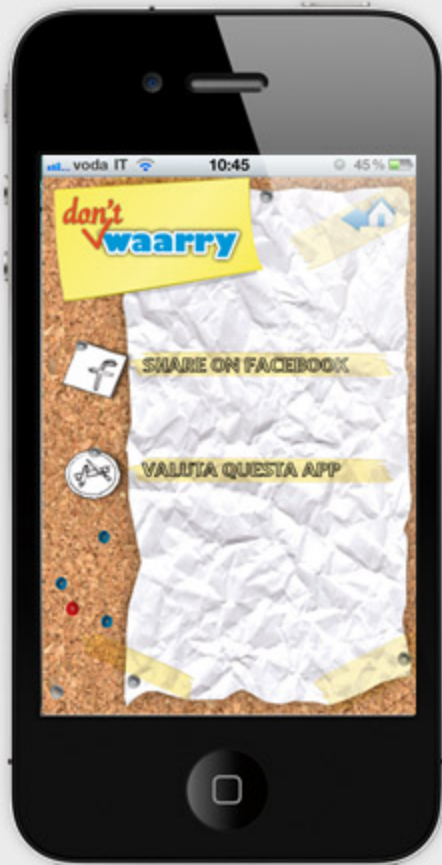 voda IT 10:45 45%
don't
waarry
f
SHARE ON FACEBOOK
VALUTA QUESTA APP